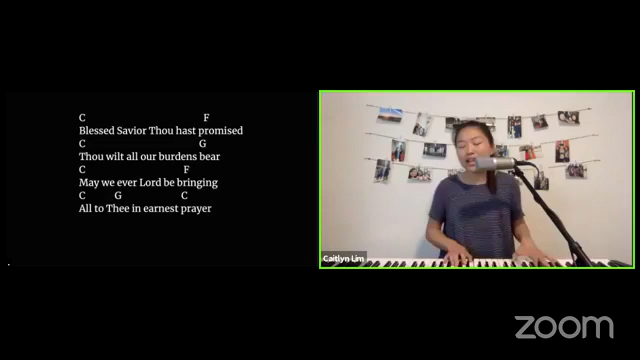 C F
Blessed Savior Thou hast promised
C G
Thou wilt all our burdens bear
C F
May we ever Lord be bringing
C G C
All to Thee in earnest prayer
Caitlyn Lim
zoom